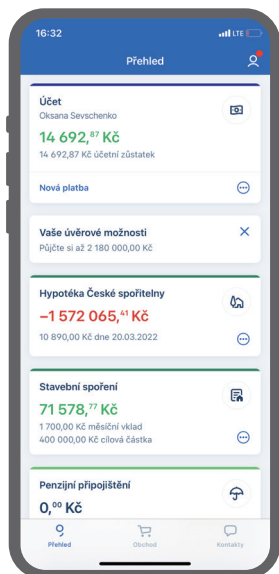 16:32
LTE
Přehled
Účet
Oksana Sevschenko
14 692,87 Kč
14 692,87 Kč účetní zůstatek
Nová platba
Vaše úvěrové možnosti
Půjčte si až 2 180 000,00 Kč
Hypotéka České spořitelny
–1 572 065,41 Kč
10 890,00 Kč dne 20.03.2022
Stavební spoření
71 578,77 Kč
1 700,00 Kč měsíční vklad
400 000,00 Kč cílová částka
Penzijní připojištění
0,00 Kč
Přehled
Obchod
Kontakty